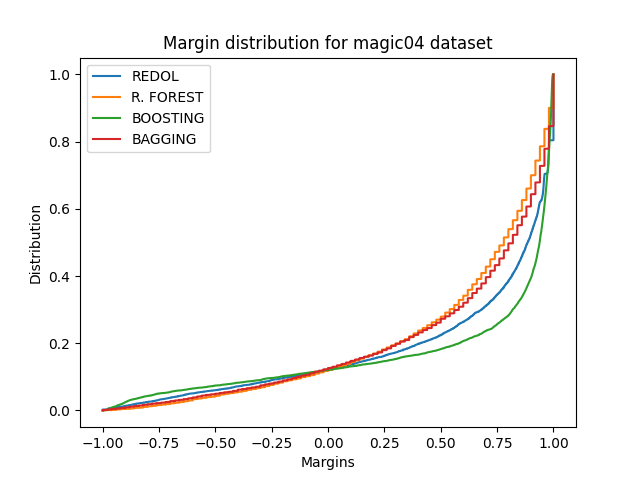 Margin distribution for magic04 dataset
REDOL
R. FOREST
BOOSTING
BAGGING
1.0
0.8
0.6
0.4
0.2
0.0
Distribution
−1.00 −0.75 −0.50 −0.25 0.00 0.25 0.50 0.75 1.00
Margins